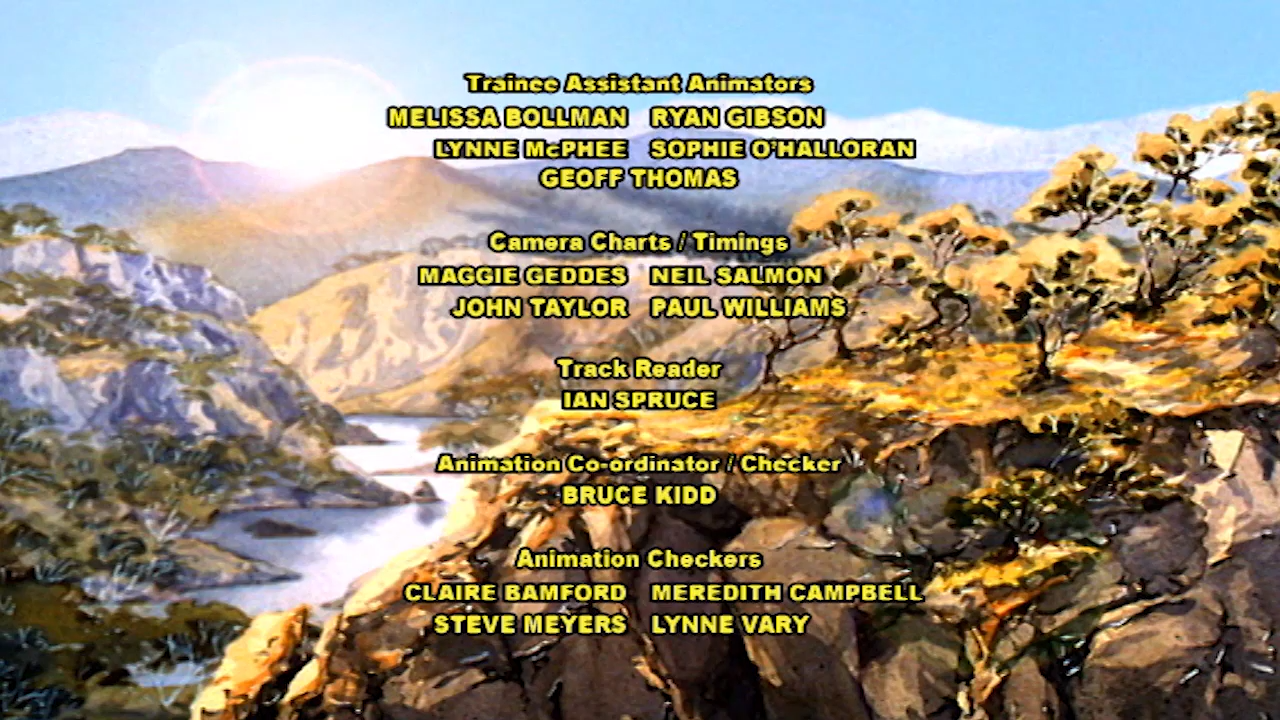 Trainee Assistant Animators
MELISSA BOLLMAN RYAN GIBSON
LYNNE McPHEE SOPHIE O'HALLORAN
GEOFF THOMAS
Camera Charts / Timings
MAGGIE GEDDES NEIL SALMON
JOHN TAYLOR PAUL WILLIAMS
Track Reader
IAN SPRUCE
Animation Co-ordinator / Checker
BRUCE KIDD
Animation Checkers
CLAIRE BAMFORD MEREDITH CAMPBELL
STEVE MEYERS LYNNE VARY